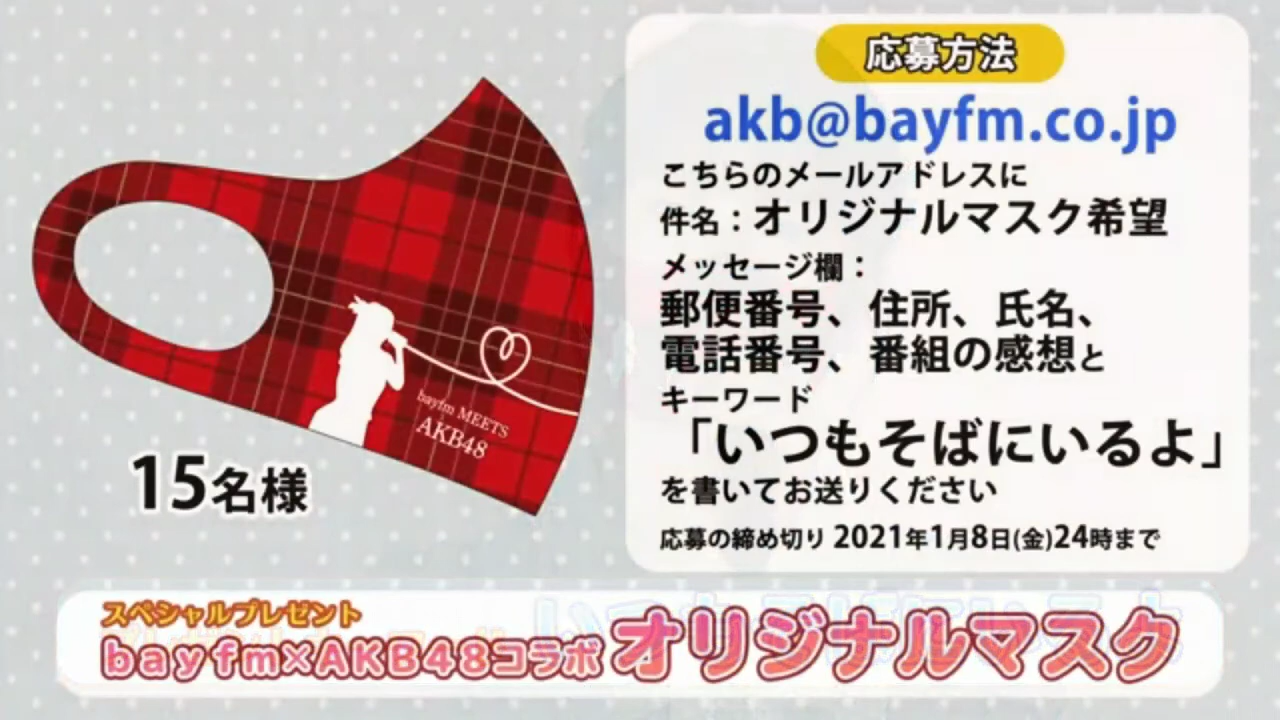 bayfm MEETS
AKB48
15名様
応募方法
akb@bayfm.co.jp
こちらのメールアドレスに
件名：オリジナルマスク希望
メッセージ欄：
郵便番号、住所、氏名、
電話番号、番組の感想と
キーワード
「いつもそばにいるよ」
を書いてお送りください
応募の締め切り 2021年1月8日(金)24時まで
スペシャルプレゼント
bayfm×AKB48コラボ オリジナルマスク